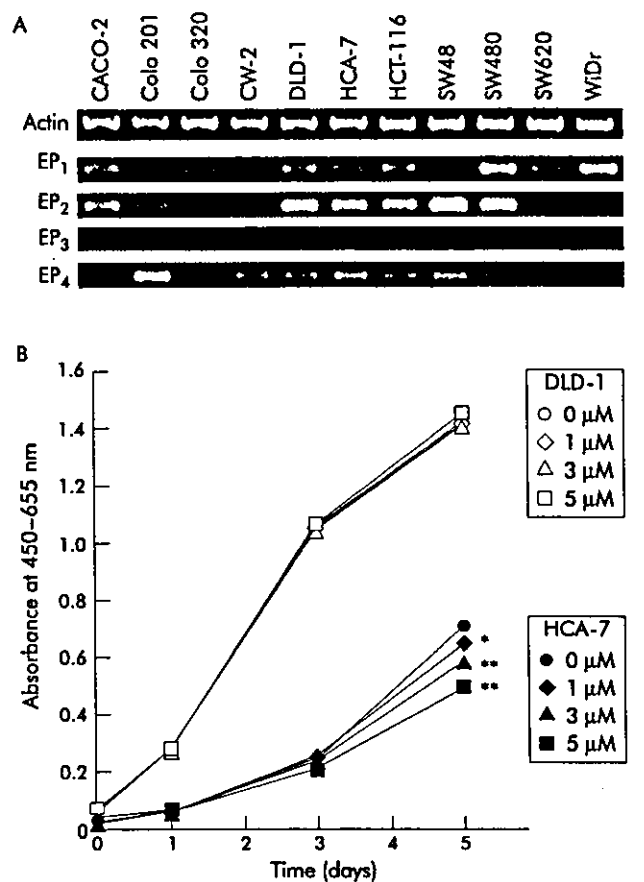 A
CACO-2
Colo 201
Colo 320
CW-2
DLD-1
HCA-7
HCT-116
SW48
SW480
SW620
WiDr
Actin
EP1
EP2
EP3
EP4
B
1.6
1.4
1.2
1.0
0.8
0.6
0.4
0.2
0
Absorbance at 450–655 nm
0 1 2 3 4 5
Time (days)
*
**
**
DLD-1
0 μM
1 μM
3 μM
5 μM
HCA-7
0 μM
1 μM
3 μM
5 μM